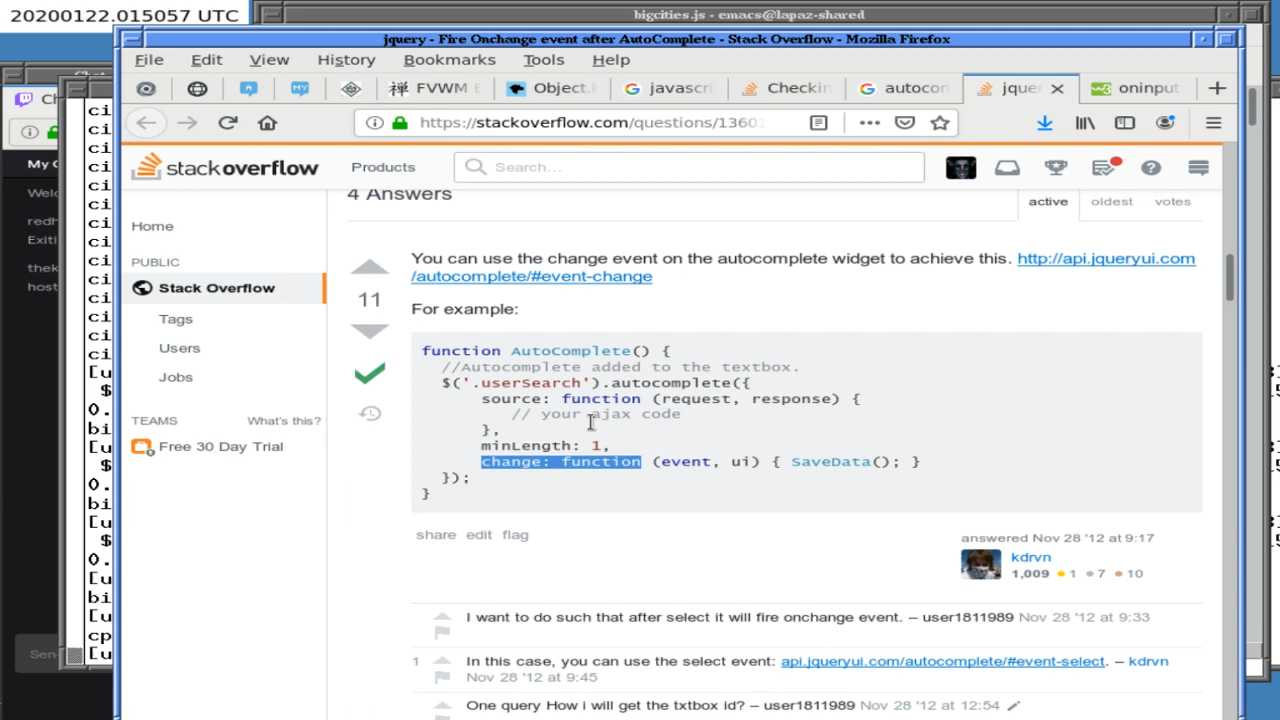 20200122.015057 UTC
bigcities.js - emacs@lapaz-shared
jquery - Fire Onchange event after AutoComplete - Stack Overflow - Mozilla Firefox
File Edit View History Bookmarks Tools Help
禅 FVWM Object. javascri Checkin autocon jquer oninput
https://stackoverflow.com/questions/1360
stackoverflow Products Search...
My
Welc
redh
Exiti
thek
host
Sen
Home
PUBLIC
Stack Overflow
Tags
Users
Jobs
TEAMS What's this?
Free 30 Day Trial
4 Answers
active oldest votes
You can use the change event on the autocomplete widget to achieve this. http://api.jqueryui.com
/autocomplete/#event-change
11
For example:
function AutoComplete() {
//Autocomplete added to the textbox.
$('.userSearch').autocomplete({
source: function (request, response) {
// your ajax code
},
minLength: 1,
change: function (event, ui) { SaveData(); }
});
}
share edit flag
answered Nov 28 '12 at 9:17
kdrvn
1,009 1 7 10
I want to do such that after select it will fire onchange event. – user1811989 Nov 28 '12 at 9:33
1 In this case, you can use the select event: api.jqueryui.com/autocomplete/#event-select. – kdrvn
Nov 28 '12 at 9:45
One query How i will get the txtbox id? – user1811989 Nov 28 '12 at 12:54